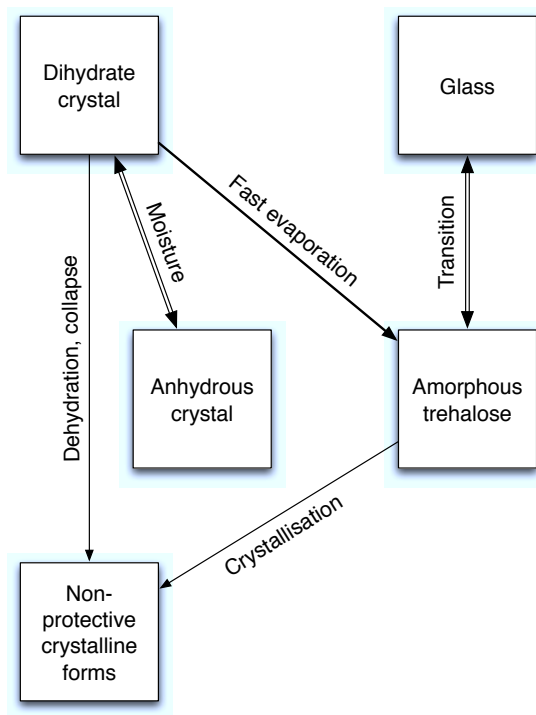 Dihydrate
crystal
Glass
Fast evaporation
Moisture
Transition
Dehydration, collapse
Anhydrous
crystal
Amorphous
trehalose
Crystallisation
Non-
protective
crystalline
forms